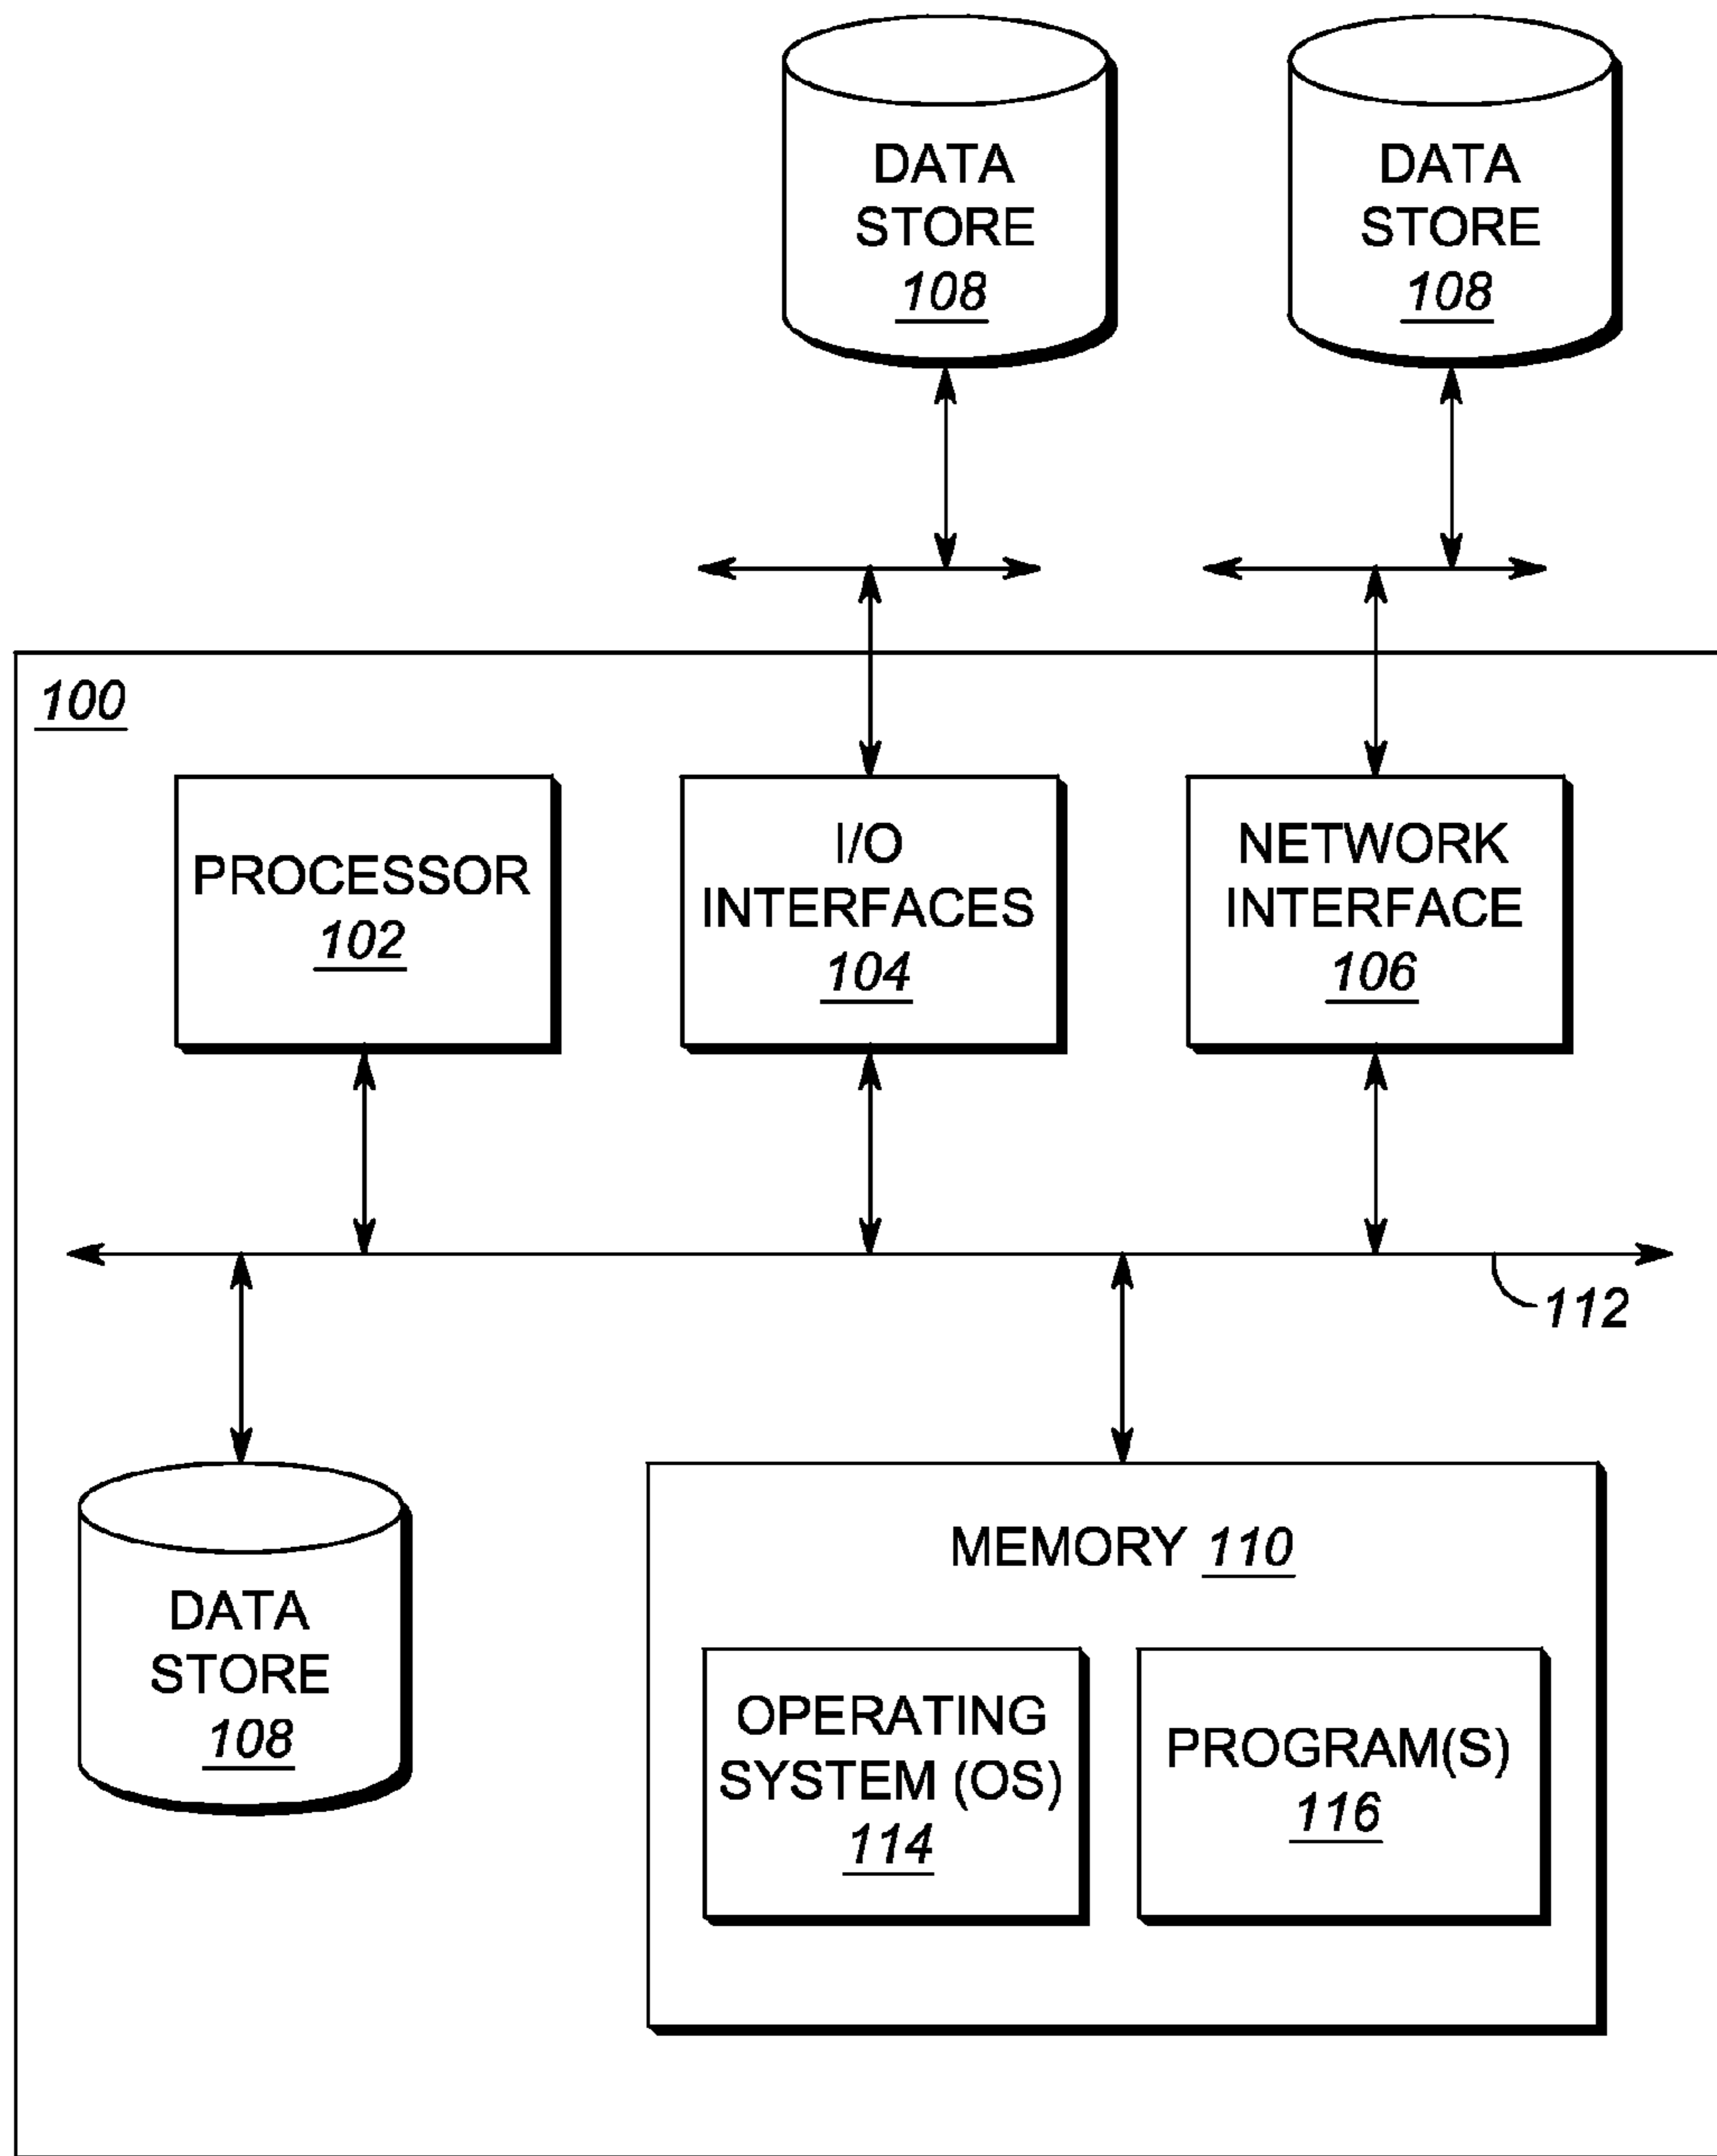 DATA
STORE
108
DATA
STORE
108
100
PROCESSOR
102
I/O
INTERFACES
104
NETWORK
INTERFACE
106
112
DATA
STORE
108
MEMORY 110
OPERATING
SYSTEM (OS)
114
PROGRAM(S)
116